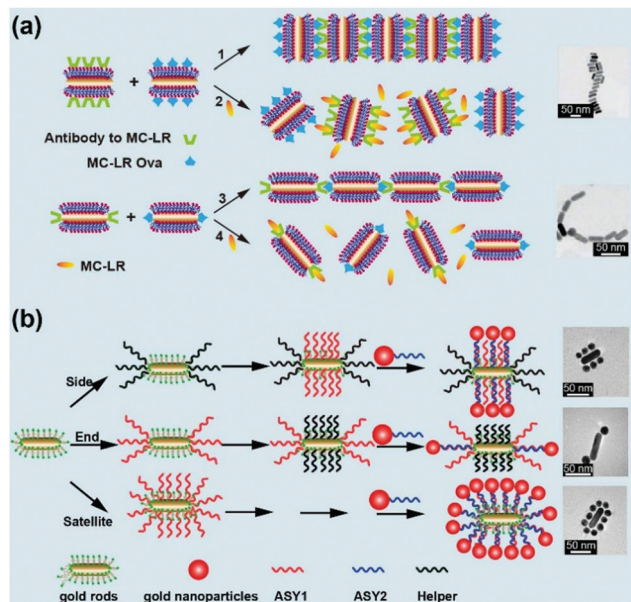 (a)
1
+
2
50 nm
Antibody to MC-LR
MC-LR Ova
3
+
4
MC-LR
50 nm
(b)
Side
50 nm
End
50 nm
Satellite
50 nm
gold rods gold nanoparticles ASY1 ASY2 Helper